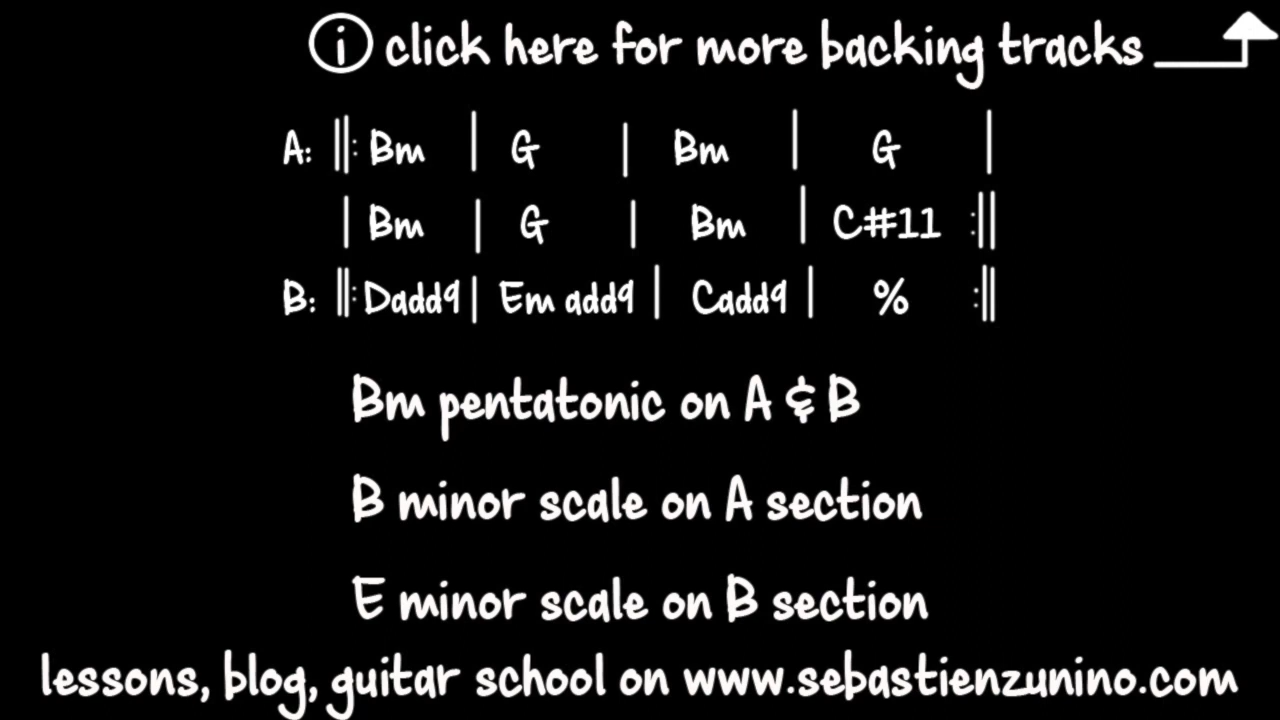 i click here for more backing tracks
A: ||: Bm | G | Bm | G |
| Bm | G | Bm | C#11 :||
B: ||: Dadd9 | Em add9 | Cadd9 | % :||
Bm pentatonic on A & B
B minor scale on A section
E minor scale on B section
lessons, blog, guitar school on www.sebastienzunino.com